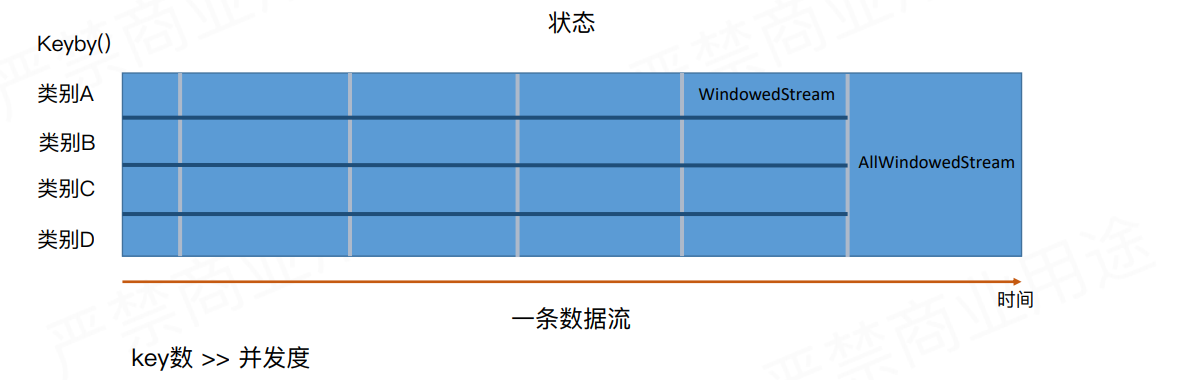 状态
Keyby()
类别A
WindowedStream
类别B
AllWindowedStream
类别C
类别D
时间
一条数据流
key数 >> 并发度
严禁商业用途